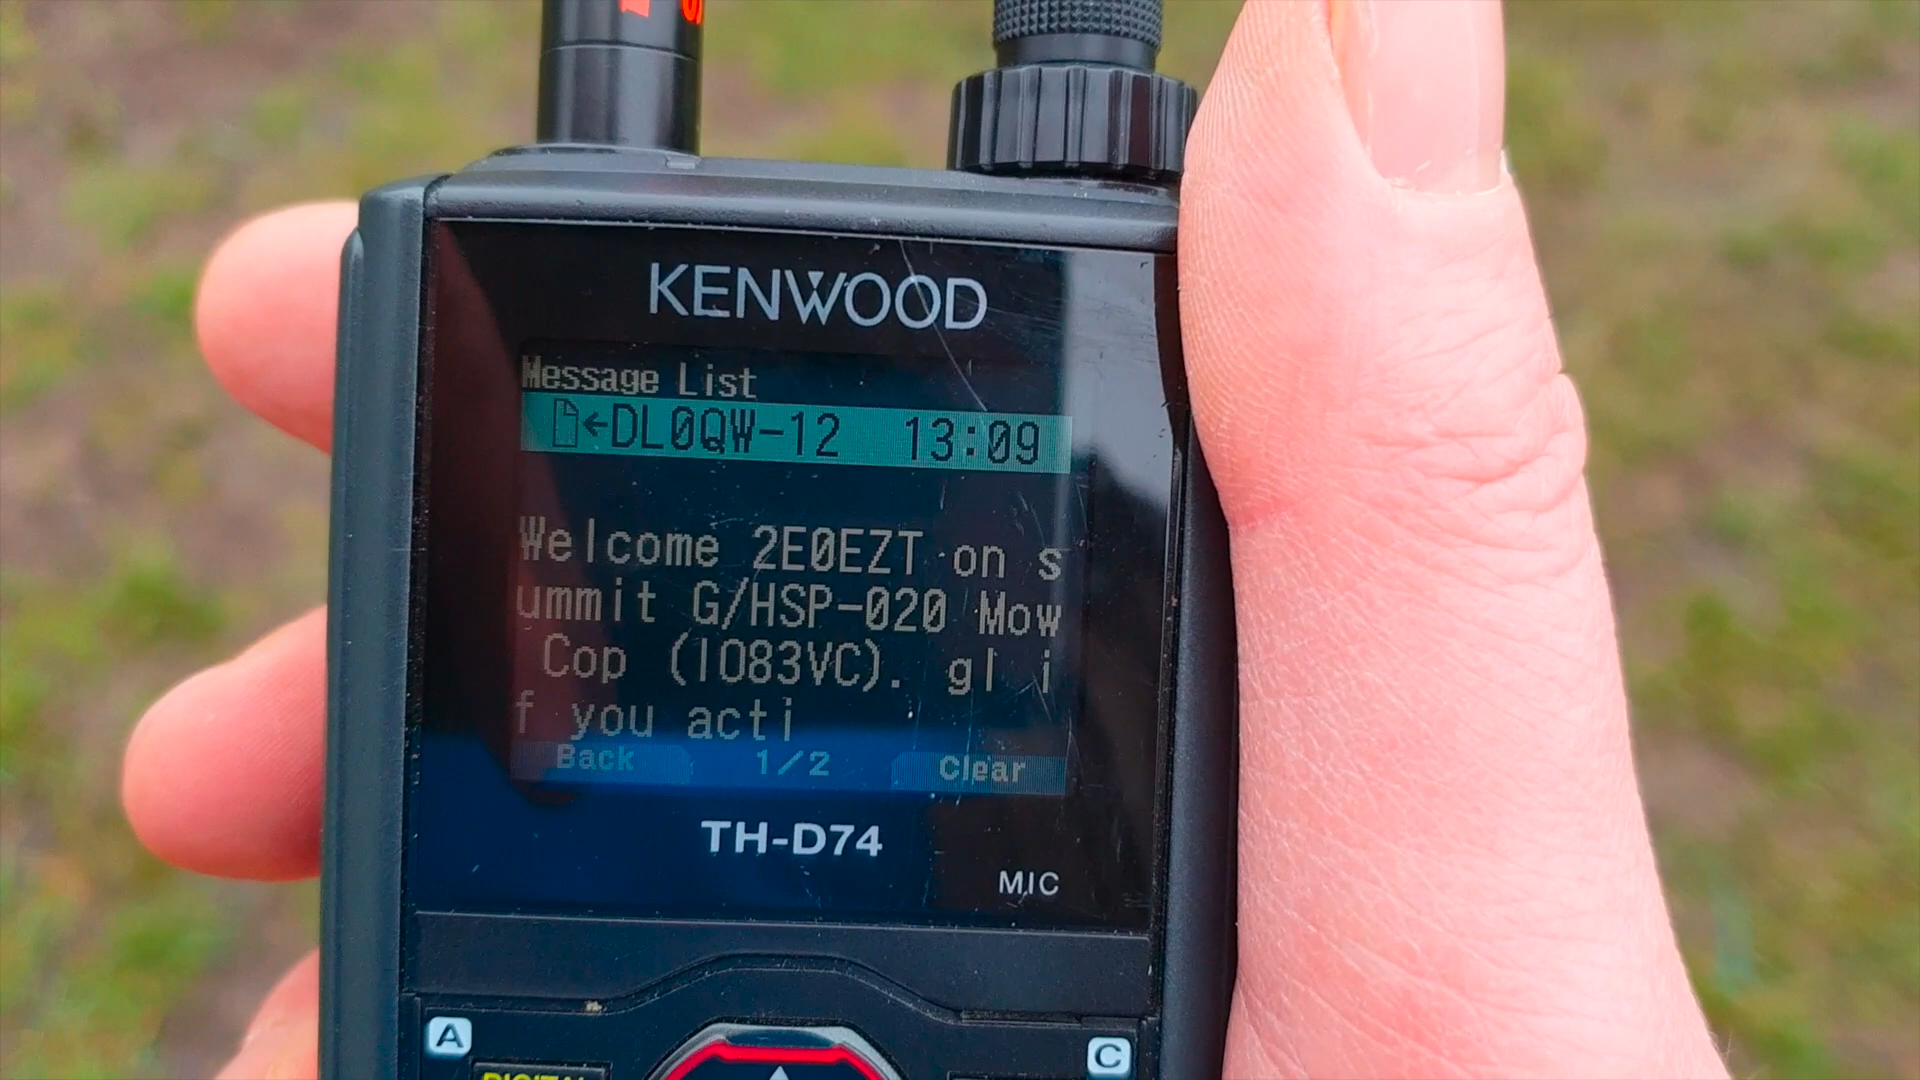 KENWOOD
Message List
←DL0QW-12 13:09
Welcome 2E0EZT on s
ummit G/HSP-020 Mow
Cop (IO83VC). gl i
f you acti
Back 1/2 Clear
TH-D74
MIC
A
C
DIGITAL